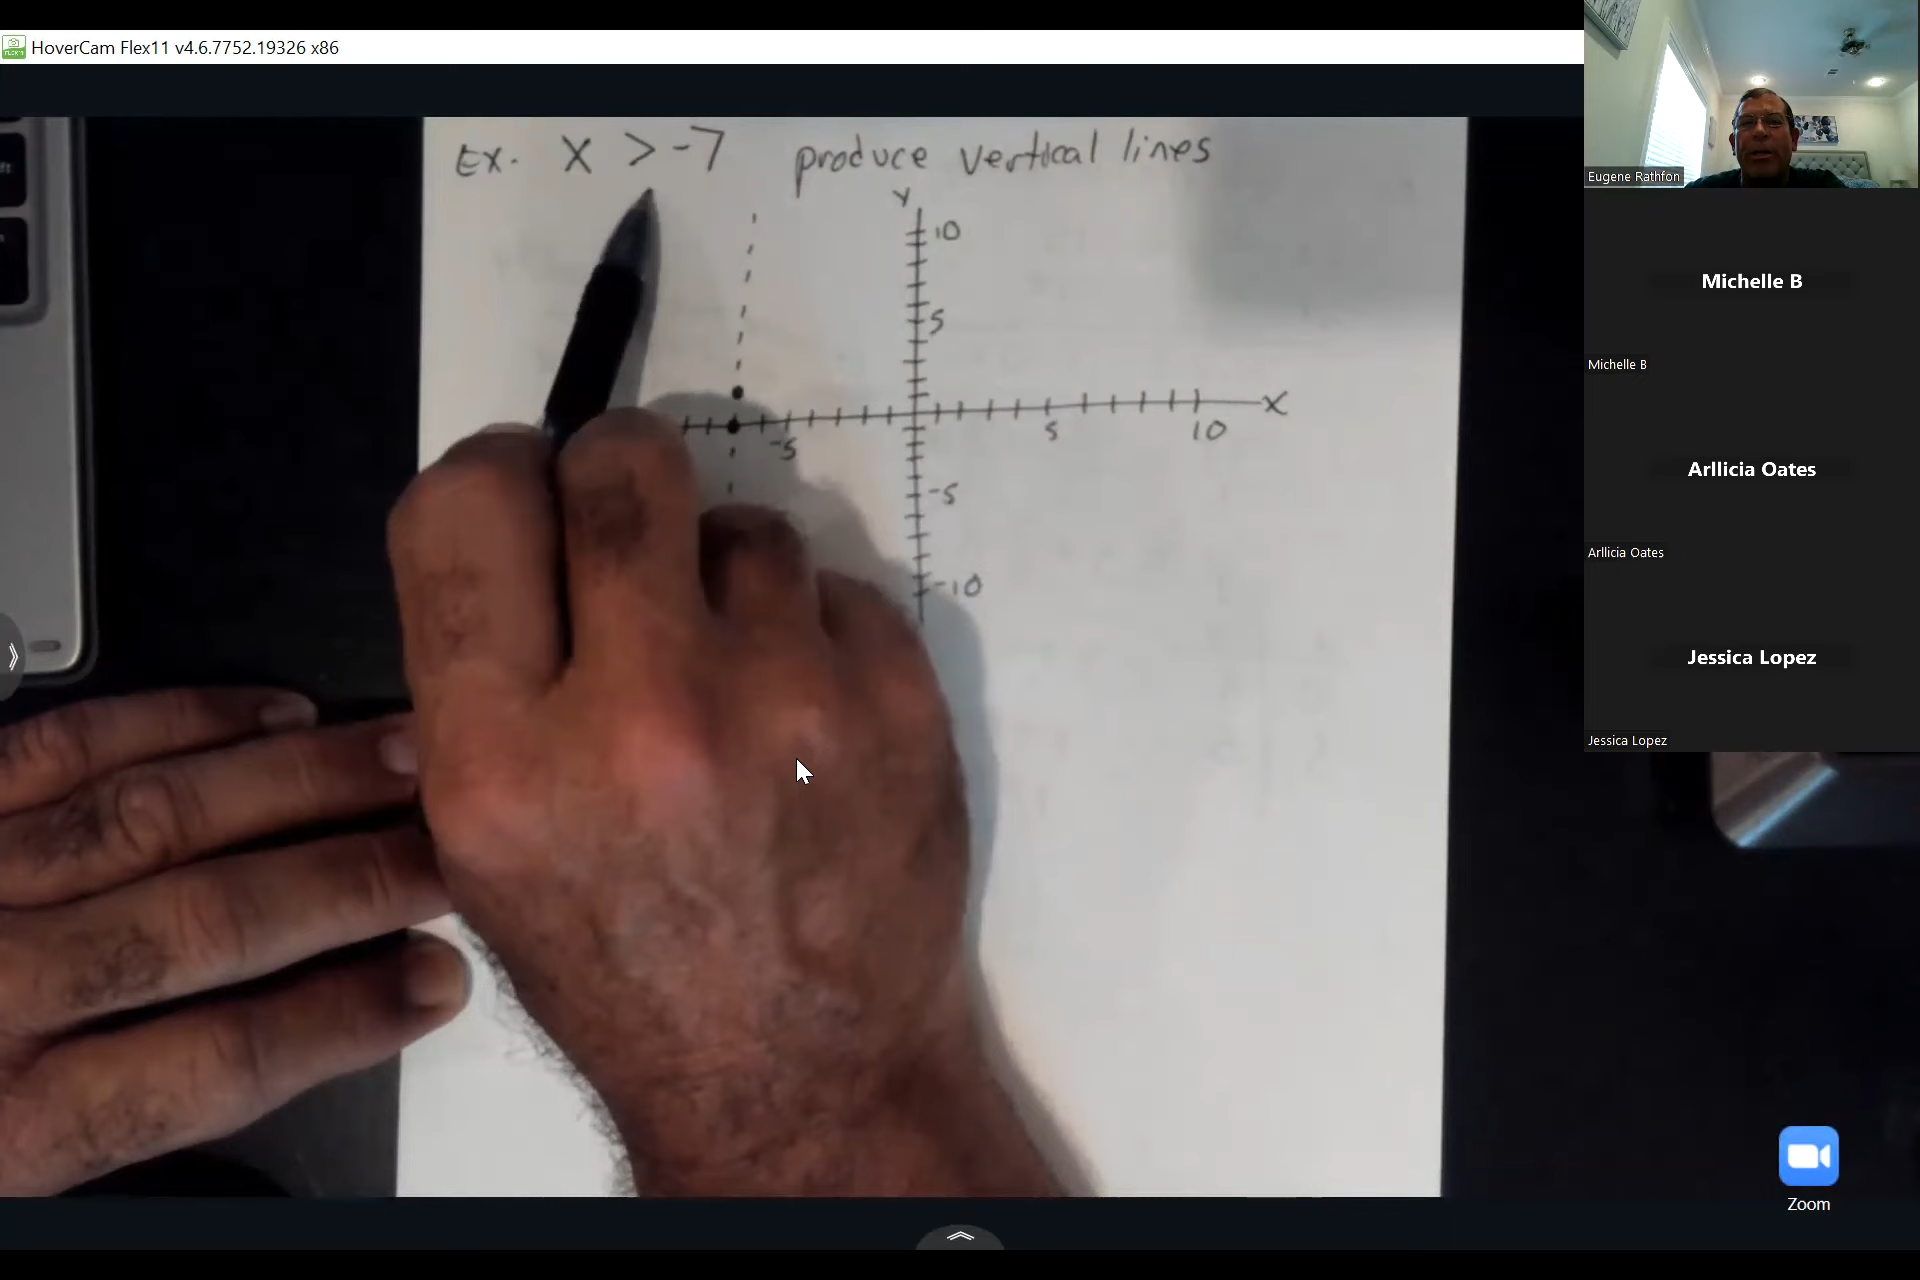 HoverCam Flex11 v4.6.7752.19326 x86
Ex. X > -7 produce vertical lines
Y
10
5
X
-5
5
10
-5
-10
Eugene Rathfon
Michelle B
Michelle B
Arllicia Oates
Arllicia Oates
Jessica Lopez
Jessica Lopez
Zoom